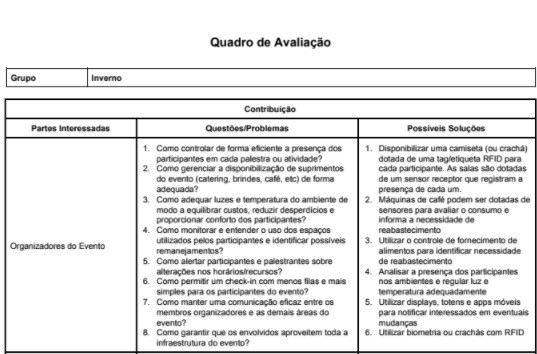 Quadro de Avaliação
Grupo
Inverno
Contribuição
Partes Interessadas
Questões/Problemas
Possíveis Soluções
Organizadores do Evento
1. Como controlar de forma eficiente a presença dos
participantes em cada palestra ou atividade?
2. Como gerenciar a disponibilização de suprimentos
do evento (catering, brindes, café, etc) de forma
adequada?
3. Como adequar luzes e temperatura do ambiente de
modo a equilibrar custos, reduzir desperdícios e
proporcionar conforto dos participantes?
4. Como monitorar e entender o uso dos espaços
utilizados pelos participantes e identificar possíveis
remanejamentos?
5. Como alertar participantes e palestrantes sobre
alterações nos horários/recursos?
6. Como permitir um check-in com menos filas e mais
simples para os participantes do evento?
7. Como manter uma comunicação eficaz entre os
membros organizadores e as demais áreas do
evento?
8. Como garantir que os envolvidos aproveitem toda a
infraestrutura do evento?
1. Disponibilizar uma camiseta (ou crachá)
dotada de uma tag/etiqueta RFID para
cada participante. As salas são dotadas
de um sensor receptor que registram a
presença de cada um.
2. Máquinas de café podem ser dotadas de
sensores para avaliar o consumo e
informa a necessidade de
reabastecimento
3. Utilizar o controle de fornecimento de
alimentos para identificar necessidade
de reabastecimento
4. Analisar a presença dos participantes
nos ambientes e regular luz e
temperatura adequadamente
5. Utilizar displays, totens e apps móveis
para notificar interessados em eventuais
mudanças
6. Utilizar biometria ou crachás com RFID